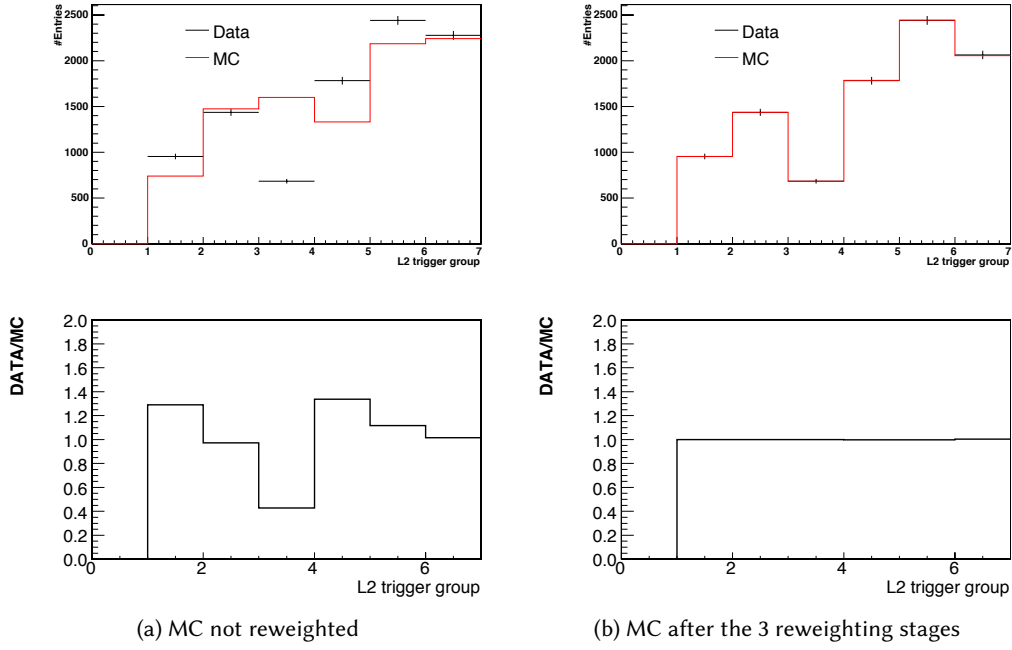 #Entries
2500
2000
1500
1000
500
0
Data
MC
0 1 2 3 4 5 6 7
L2 trigger group
#Entries
2500
2000
1500
1000
500
0
Data
MC
0 1 2 3 4 5 6 7
L2 trigger group
DATA/MC
2.0
1.8
1.6
1.4
1.2
1.0
0.8
0.6
0.4
0.2
0.0
0 2 4 6
L2 trigger group
DATA/MC
2.0
1.8
1.6
1.4
1.2
1.0
0.8
0.6
0.4
0.2
0.0
0 2 4 6
L2 trigger group
(a) MC not reweighted
(b) MC after the 3 reweighting stages